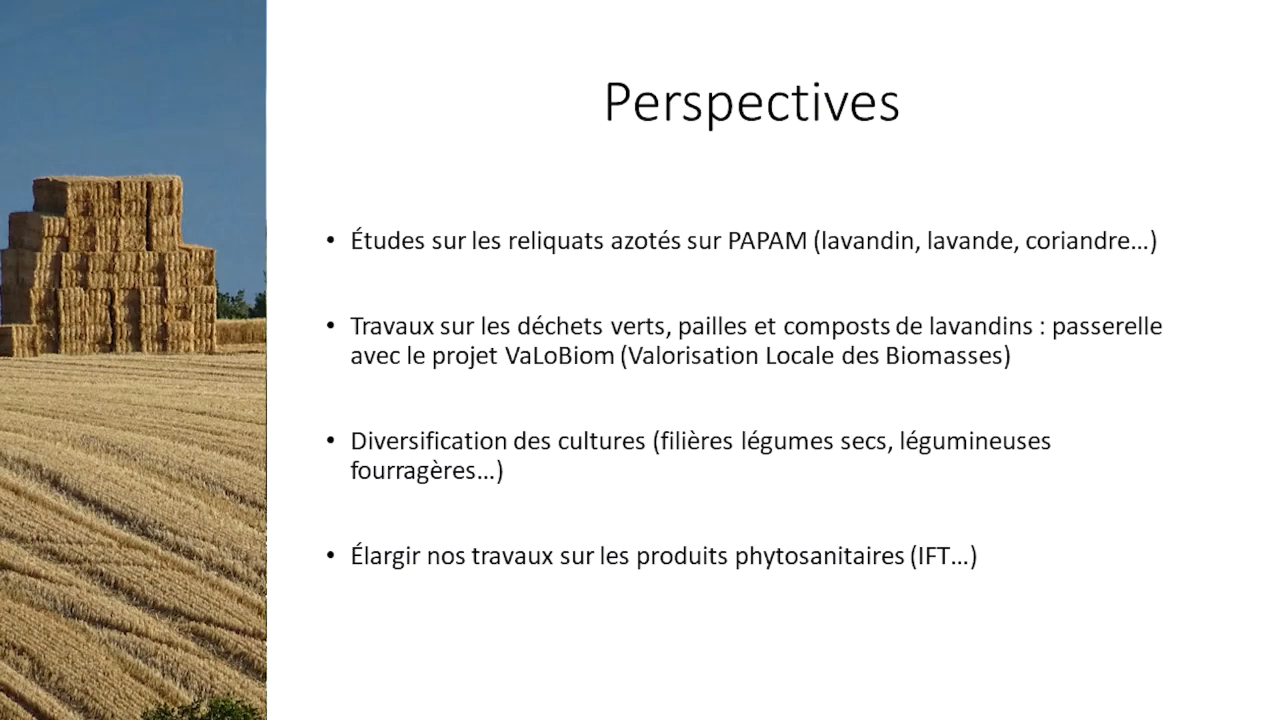 Perspectives
• Études sur les reliquats azotés sur PAPAM (lavandin, lavande, coriandre…)
• Travaux sur les déchets verts, pailles et composts de lavandins : passerelle
avec le projet VaLoBiom (Valorisation Locale des Biomasses)
• Diversification des cultures (filières légumes secs, légumineuses
fourragères…)
• Élargir nos travaux sur les produits phytosanitaires (IFT…)